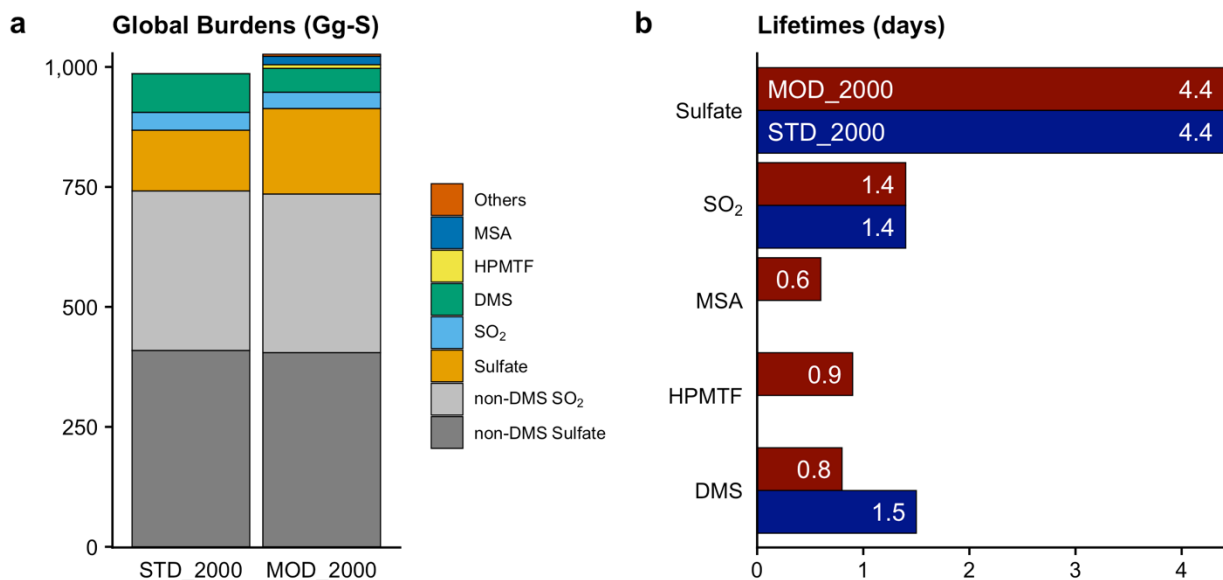 a
Global Burdens (Gg-S)
1,000
750
500
250
0
STD_2000
MOD_2000
Others
MSA
HPMTF
DMS
SO₂
Sulfate
non-DMS SO₂
non-DMS Sulfate
b
Lifetimes (days)
Sulfate
MOD_2000 4.4
STD_2000 4.4
SO₂
1.4
1.4
MSA
0.6
HPMTF
0.9
DMS
0.8
1.5
0 1 2 3 4